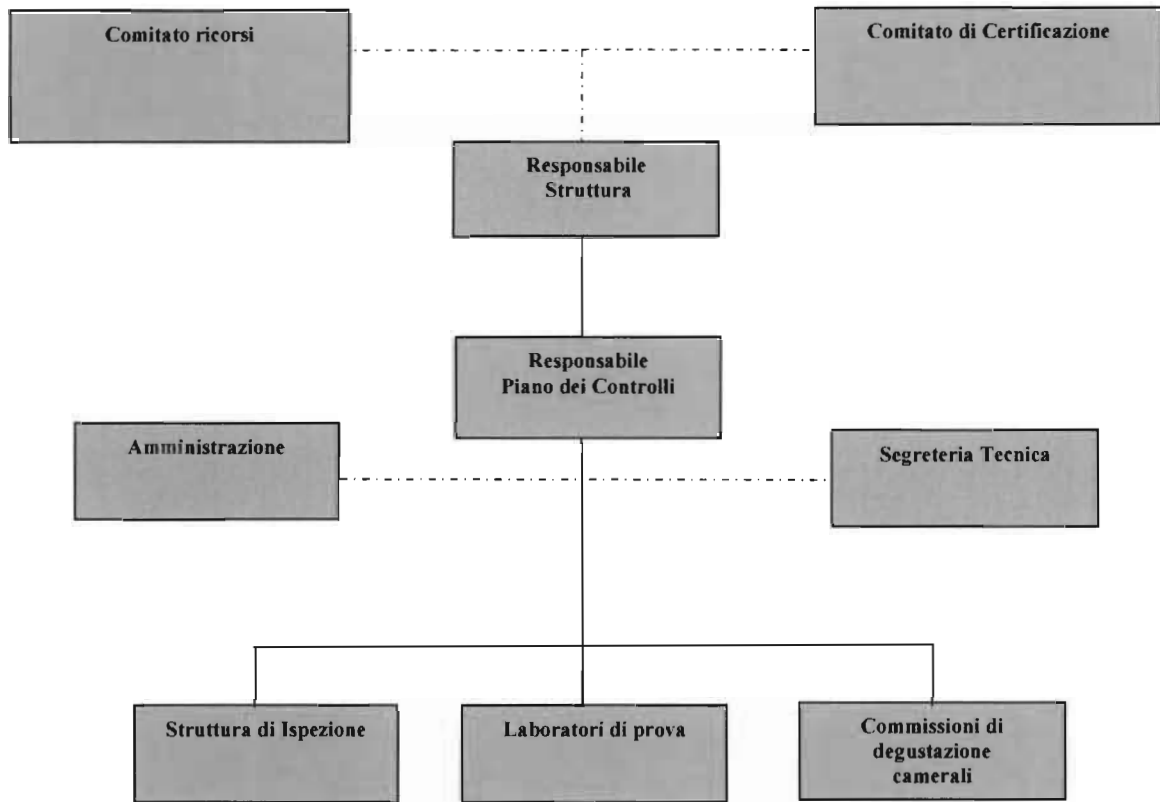 Comitato ricorsi
Comitato di Certificazione
Responsabile
Struttura
Responsabile
Piano dei Controlli
Amministrazione
Segreteria Tecnica
Struttura di Ispezione
Laboratori di prova
Commissioni di
degustazione
camerali